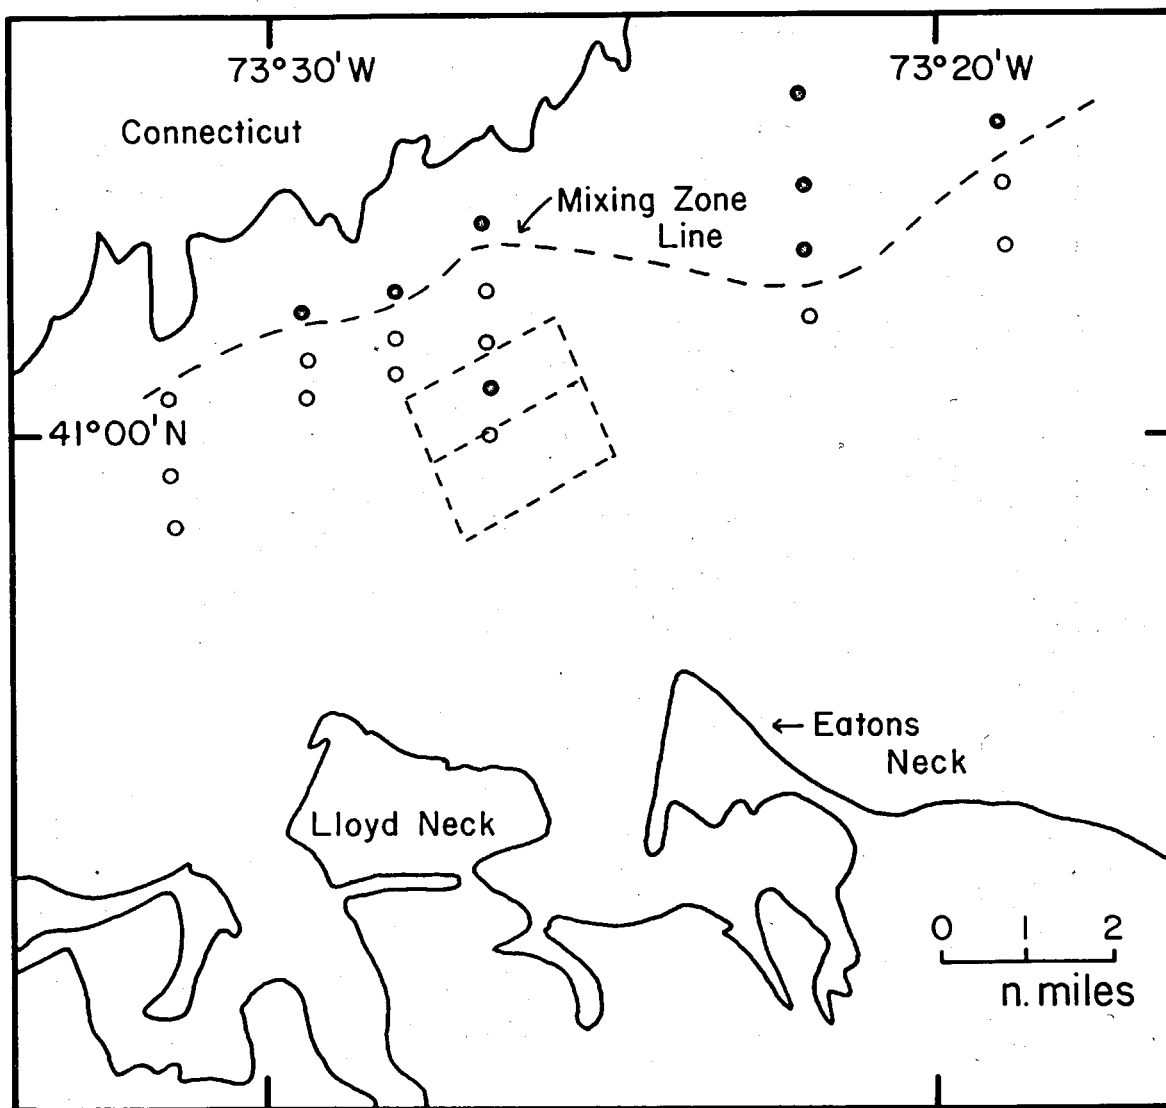 73°30'W
73°20'W
Connecticut
Mixing Zone
Line
41°00'N
Eatons
Neck
Lloyd Neck
0 1 2
n. miles